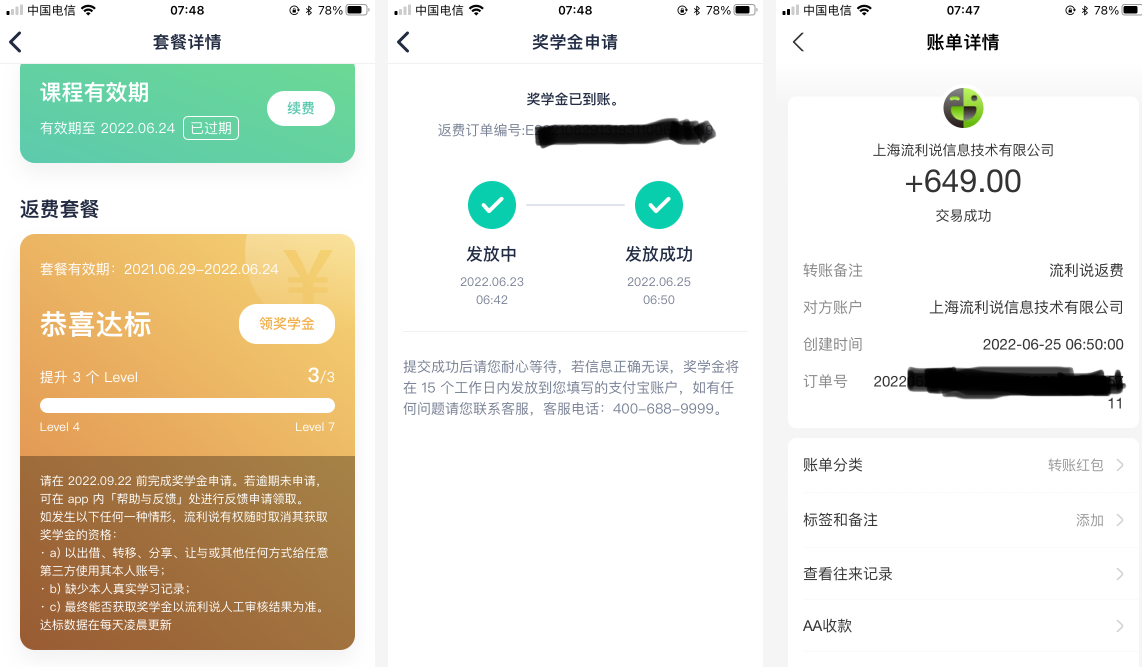 中国电信
07:48
78%
套餐详情
课程有效期
有效期至 2022.06.24 已过期
续费
返费套餐
套餐有效期：2021.06.29-2022.06.24
¥
恭喜达标
领奖学金
提升 3 个 Level
3/3
Level 4
Level 7
请在 2022.09.22 前完成奖学金申请。若逾期未申请，
可在 app 内「帮助与反馈」处进行反馈申请领取。
如发生以下任何一种情形，流利说有权随时取消其获取
奖学金的资格：
· a) 以出借、转移、分享、让与或其他任何方式给任意
第三方使用其本人账号；
· b) 缺少本人真实学习记录；
· c) 最终能否获取奖学金以流利说人工审核结果为准。
达标数据在每天凌晨更新
中国电信
07:48
78%
奖学金申请
奖学金已到账。
返费订单编号:E
发放中
2022.06.23
06:42
发放成功
2022.06.25
06:50
提交成功后请您耐心等待，若信息正确无误，奖学金将
在 15 个工作日内发放到您填写的支付宝账户，如有任
何问题请您联系客服，客服电话：400-688-9999。
中国电信
07:47
78%
账单详情
上海流利说信息技术有限公司
+649.00
交易成功
转账备注 流利说返费
对方账户 上海流利说信息技术有限公司
创建时间 2022-06-25 06:50:00
订单号 2022
11
账单分类 转账红包
标签和备注 添加
查看往来记录
AA收款